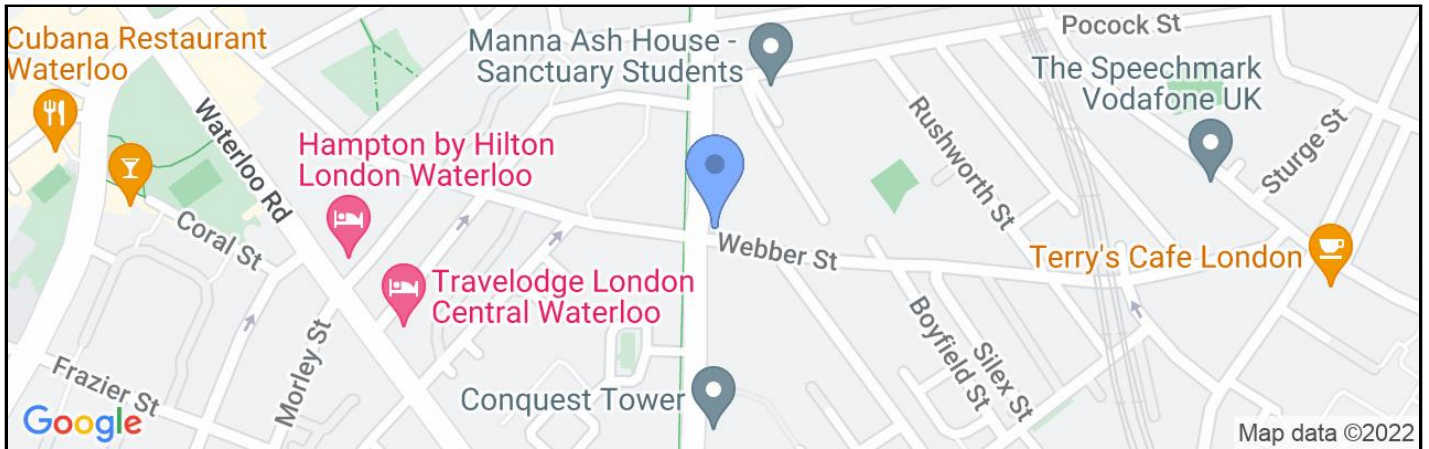 Cubana Restaurant
Waterloo
Waterloo Rd
Hampton by Hilton
London Waterloo
Coral St
Travelodge London
Central Waterloo
Morley St
Frazier St
Google
Manna Ash House -
Sanctuary Students
Webber St
Conquest Tower
Pocock St
The Speechmark
Vodafone UK
Rushworth St
Sturge St
Terry's Cafe London
Boyfield St
Silex St
Map data ©2022